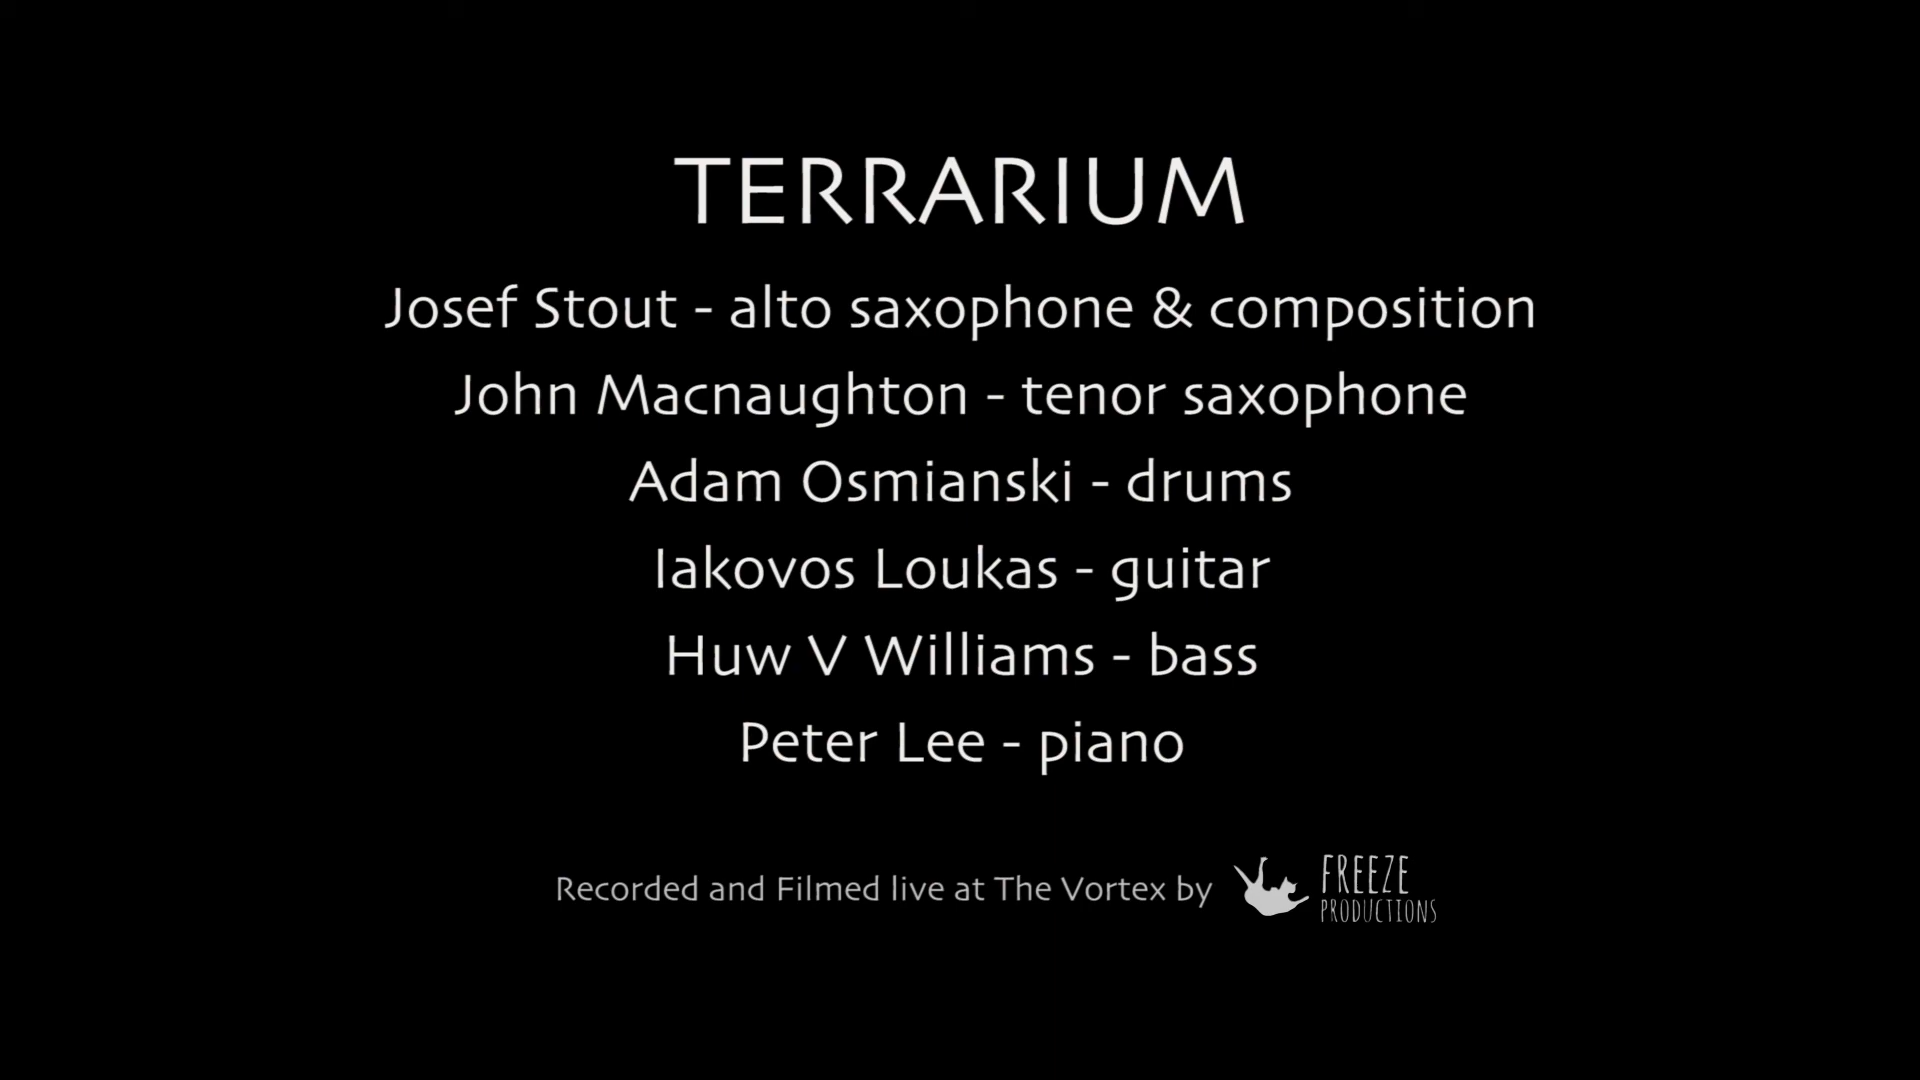 TERRARIUM
Josef Stout - alto saxophone & composition
John Macnaughton - tenor saxophone
Adam Osmianski - drums
Iakovos Loukas - guitar
Huw V Williams - bass
Peter Lee - piano
Recorded and Filmed live at The Vortex by
FREEZE
PRODUCTIONS